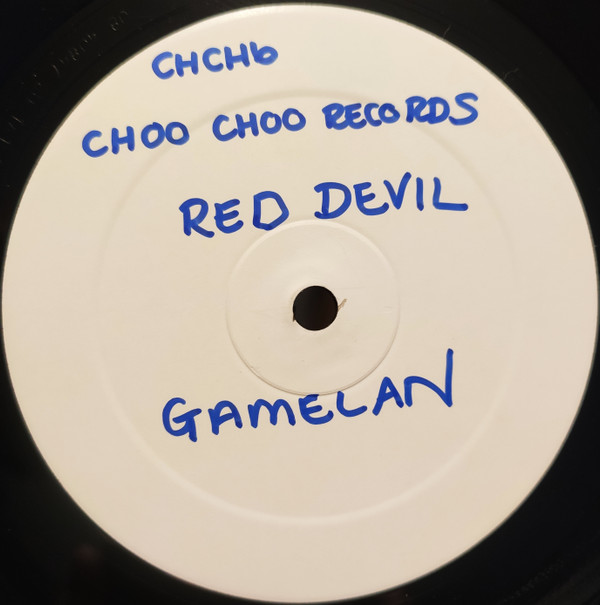 CHCH6
CHOO CHOO RECORDS
RED DEVIL
GAMELAN